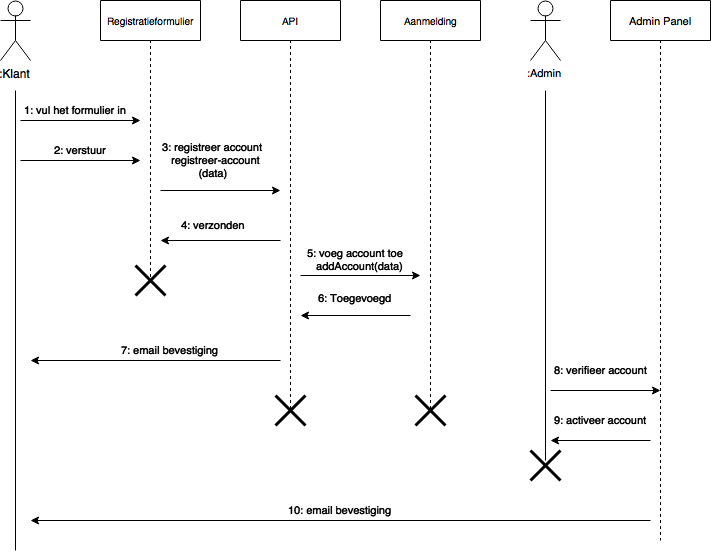 Registratieformulier
API
Aanmelding
Admin Panel
:Klant
:Admin
1: vul het formulier in
2: verstuur
3: registreer account
registreer-account
(data)
4: verzonden
5: voeg account toe
addAccount(data)
6: Toegevoegd
7: email bevestiging
8: verifieer account
9: activeer account
10: email bevestiging